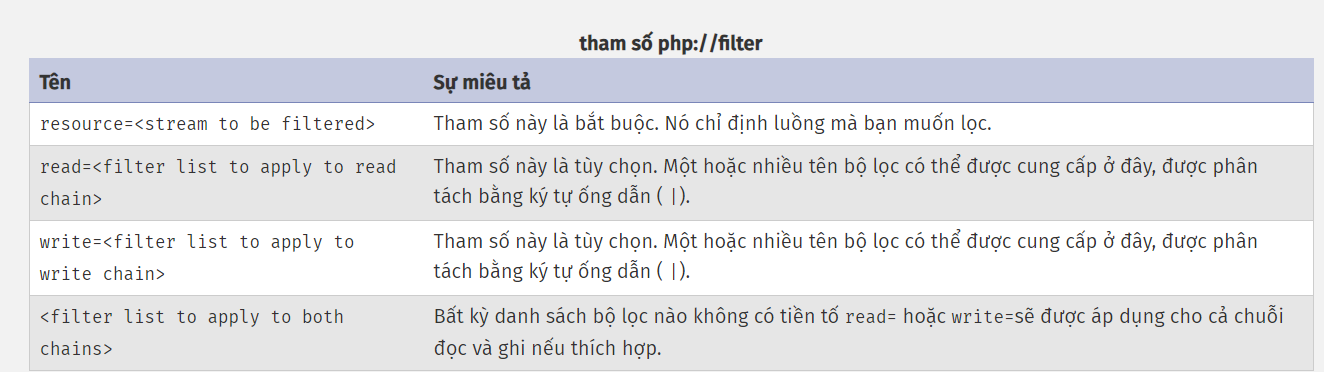 tham số php://filter
Tên
Sự miêu tả
resource=<stream to be filtered>
Tham số này là bắt buộc. Nó chỉ định luồng mà bạn muốn lọc.
read=<filter list to apply to read
chain>
Tham số này là tùy chọn. Một hoặc nhiều tên bộ lọc có thể được cung cấp ở đây, được phân
tách bằng ký tự ống dẫn ( |).
write=<filter list to apply to
write chain>
Tham số này là tùy chọn. Một hoặc nhiều tên bộ lọc có thể được cung cấp ở đây, được phân
tách bằng ký tự ống dẫn ( |).
<filter list to apply to both
chains>
Bất kỳ danh sách bộ lọc nào không có tiền tố read= hoặc write=sẽ được áp dụng cho cả chuỗi
đọc và ghi nếu thích hợp.